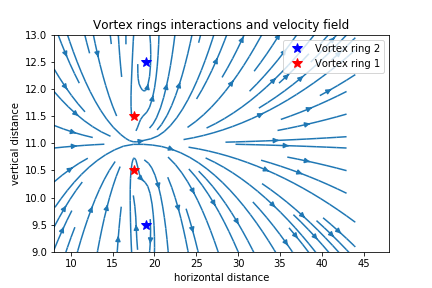 Vortex rings interactions and velocity field
13.0
12.5
12.0
11.5
11.0
10.5
10.0
9.5
9.0
vertical distance
Vortex ring 2
Vortex ring 1
10 15 20 25 30 35 40 45
horizontal distance